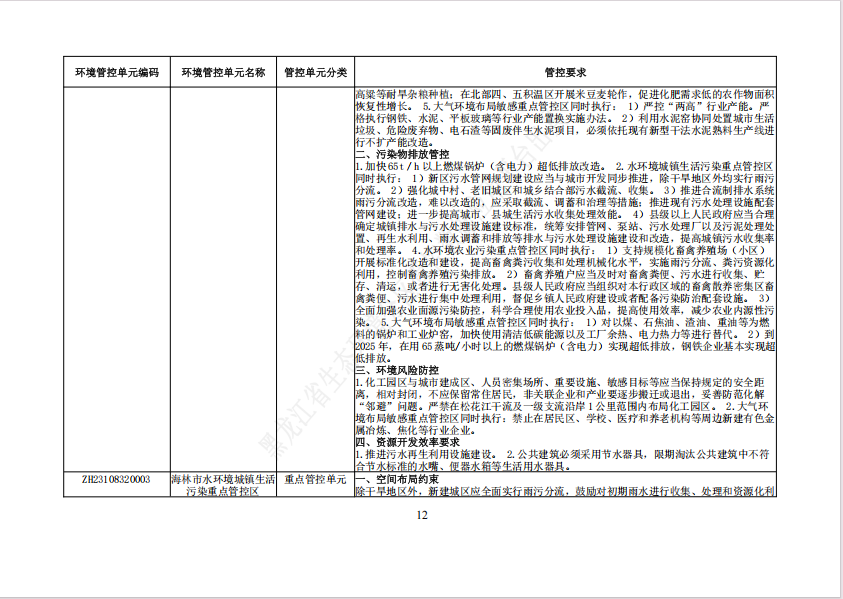 环境管控单元编码 环境管控单元名称 管控单元分类 管控要求
高粱等耐旱杂粮种植；在北部四、五积温区开展米豆麦轮作，促进化肥需求低的农作物面积
恢复性增长。 5.大气环境布局敏感重点管控区同时执行： 1）严控“两高”行业产能。严
格执行钢铁、水泥、平板玻璃等行业产能置换实施办法。 2）利用水泥窑协同处置城市生活
垃圾、危险废弃物、电石渣等固废伴生水泥项目，必须依托现有新型干法水泥熟料生产线进
行不扩产能改造。
二、污染物排放管控
1.加快65t/h以上燃煤锅炉（含电力）超低排放改造。 2.水环境城镇生活污染重点管控区
同时执行： 1）新区污水管网规划建设应当与城市开发同步推进，除干旱地区外均实行雨污
分流。 2）强化城中村、老旧城区和城乡结合部污水截流、收集。 3）推进合流制排水系统
雨污分流改造，难以改造的，应采取截流、调蓄和治理等措施；推进现有污水处理设施配套
管网建设；进一步提高城市、县城生活污水收集处理效能。 4）县级以上人民政府应当合理
确定城镇排水与污水处理设施建设标准，统筹安排管网、泵站、污水处理厂以及污泥处理处
置、再生水利用、雨水调蓄和排放等排水与污水处理设施建设和改造，提高城镇污水收集率
和处理率。 4.水环境农业污染重点管控区同时执行： 1）支持规模化畜禽养殖场（小区）
开展标准化改造和建设，提高畜禽粪污收集和处理机械化水平，实施雨污分流、粪污资源化
利用，控制畜禽养殖污染排放。 2）畜禽养殖户应当及时对畜禽粪便、污水进行收集、贮
存、清运，或者进行无害化处理。县级人民政府应当组织对本行政区域的畜禽散养密集区畜
禽粪便、污水进行集中处理利用，督促乡镇人民政府建设或者配备污染防治配套设施。 3）
全面加强农业面源污染防控，科学合理使用农业投入品，提高使用效率，减少农业内源性污
染。 5.大气环境布局敏感重点管控区同时执行： 1）对以煤、石焦油、渣油、重油等为燃
料的锅炉和工业炉窑，加快使用清洁低碳能源以及工厂余热、电力热力等进行替代。 2）到
2025年，在用65蒸吨/小时以上的燃煤锅炉（含电力）实现超低排放，钢铁企业基本实现超
低排放。
三、环境风险防控
1.化工园区与城市建成区、人员密集场所、重要设施、敏感目标等应当保持规定的安全距
离，相对封闭，不应保留常住居民，非关联企业和产业要逐步搬迁或退出，妥善防范化解
“邻避”问题。严禁在松花江干流及一级支流沿岸1公里范围内布局化工园区。 2.大气环
境布局敏感重点管控区同时执行：禁止在居民区、学校、医疗和养老机构等周边新建有色金
属冶炼、焦化等行业企业。
四、资源开发效率要求
1.推进污水再生利用设施建设。 2.公共建筑必须采用节水器具，限期淘汰公共建筑中不符
合节水标准的水嘴、便器水箱等生活用水器具。
ZH23108320003 海林市水环境城镇生活 重点管控单元 一、空间布局约束
污染重点管控区 除干旱地区外，新建城区应全面实行雨污分流，鼓励对初期雨水进行收集、处理和资源化利
12
黑龙江省生态